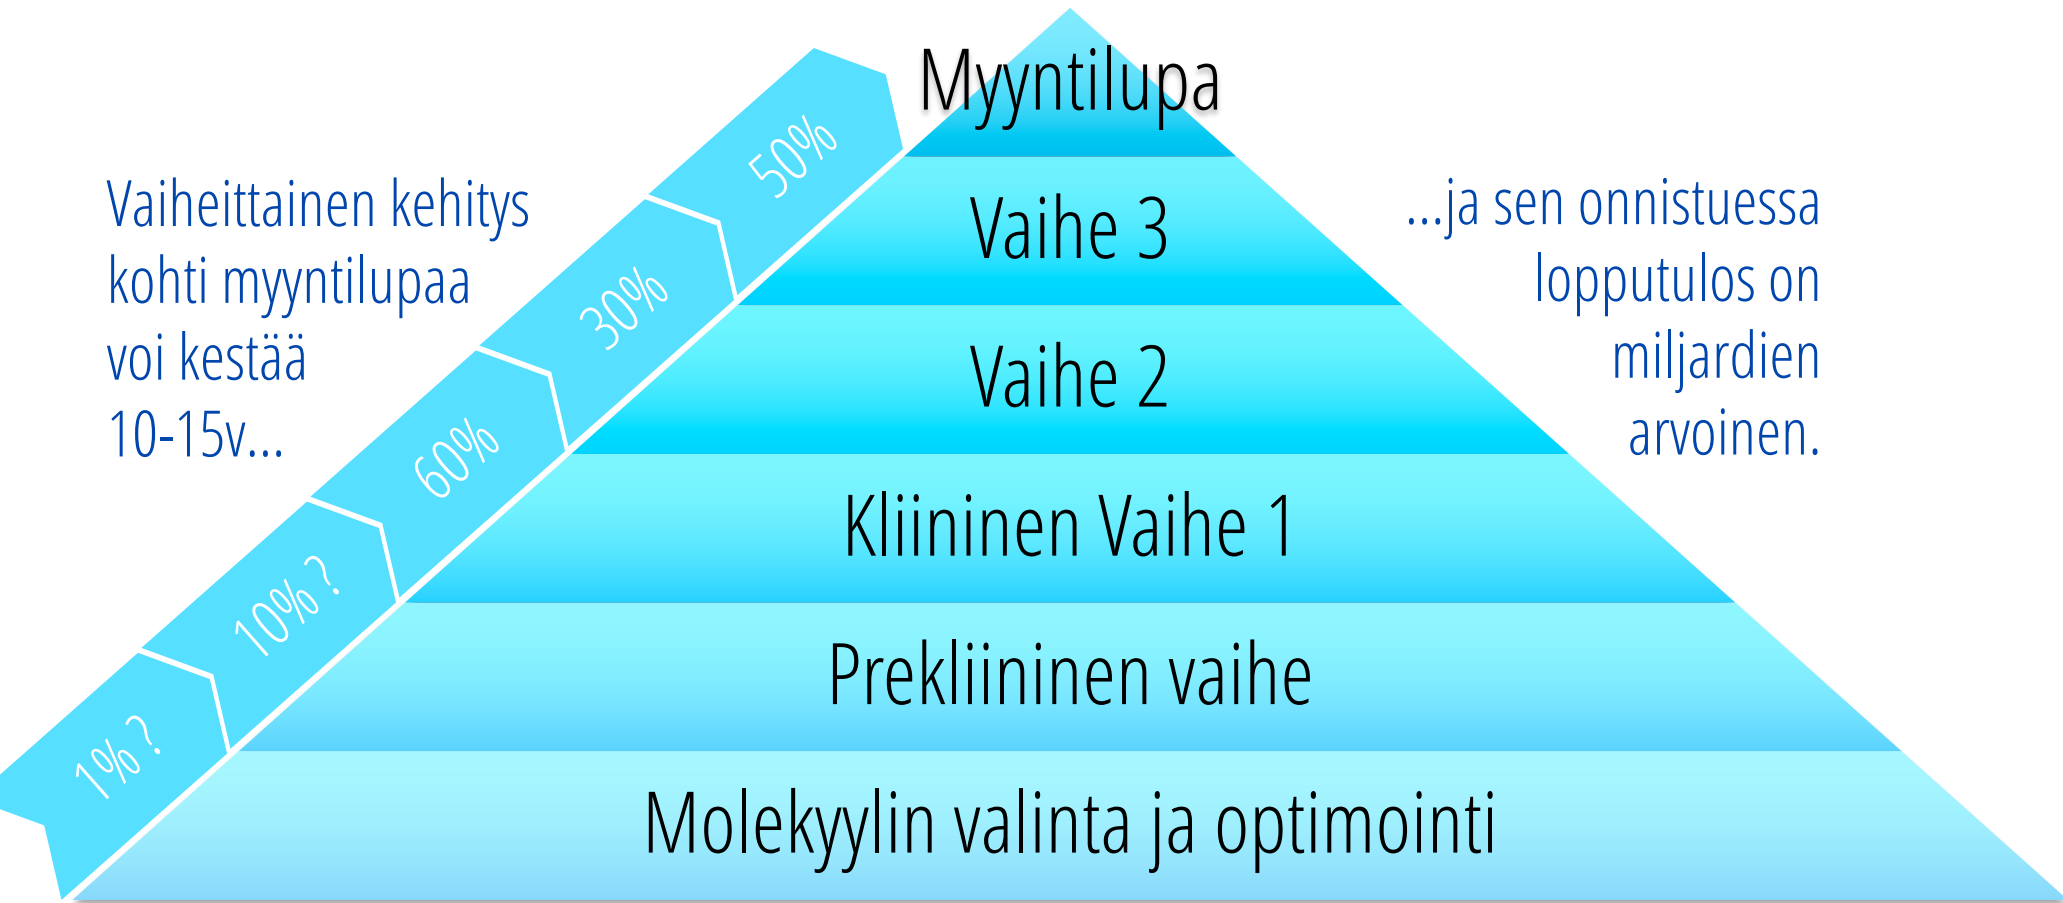 Myyntilupa
50%
Vaihe 3
Vaiheittainen kehitys
kohti myyntilupaa
voi kestää
10-15v...
...ja sen onnistuessa
lopputulos on
miljardien
arvoinen.
30%
Vaihe 2
60%
Kliininen Vaihe 1
10% ?
Prekliininen vaihe
1% ?
Molekyylin valinta ja optimointi